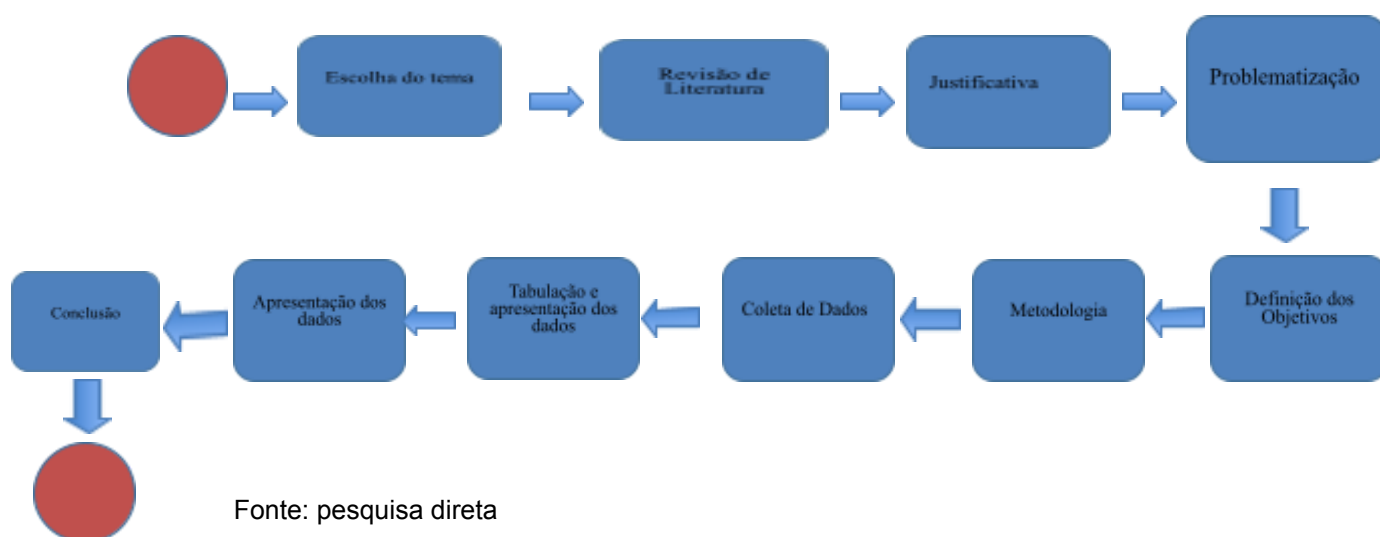 Escolha do tema
Revisão de
Literatura
Justificativa
Problematização
Definição dos
Objetivos
Metodologia
Coleta de Dados
Tabulação e
apresentação dos
dados
Apresentação dos
dados
Conclusão
Fonte: pesquisa direta